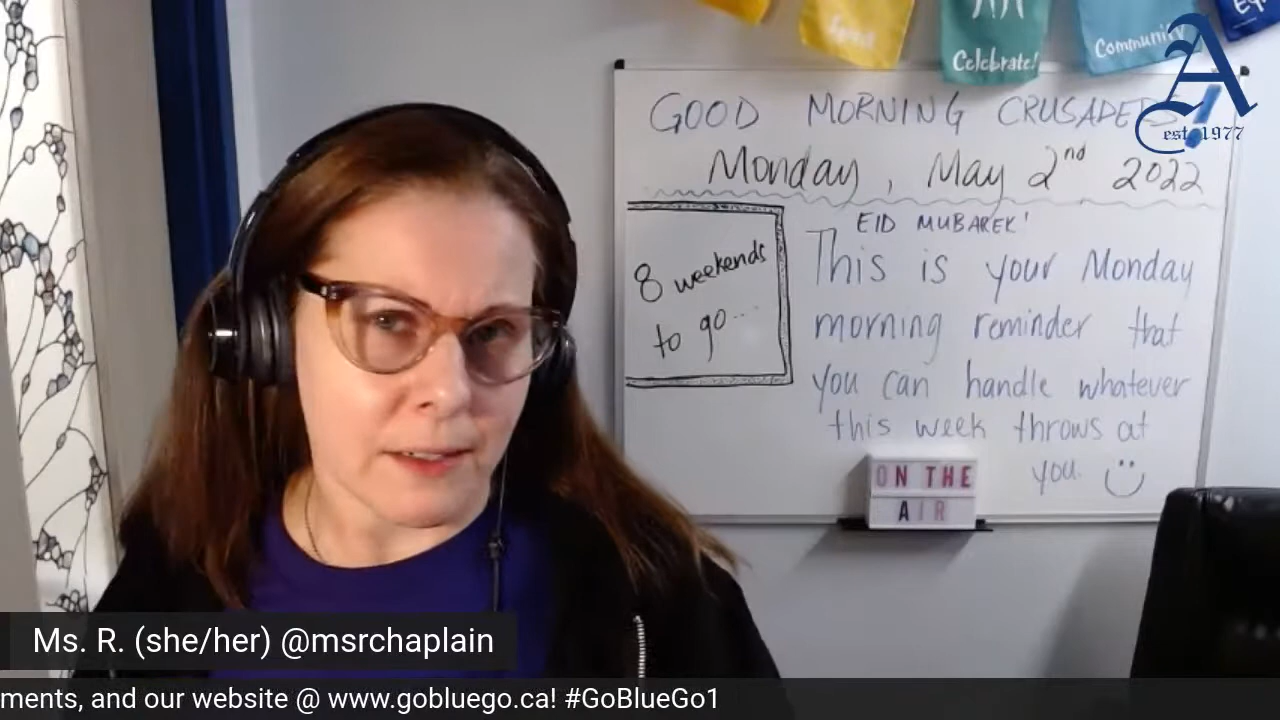 Celebrate!
Community
GOOD MORNING CRUSADERS!
A
est. 1977
Monday, May 2nd 2022
EID MUBAREK!
8 weekends
to go...
This is your Monday
morning reminder that
you can handle whatever
this week throws at
you.
ON THE
AIR
Ms. R. (she/her) @msrchaplain
ments, and our website @ www.gobluego.ca! #GoBlueGo1